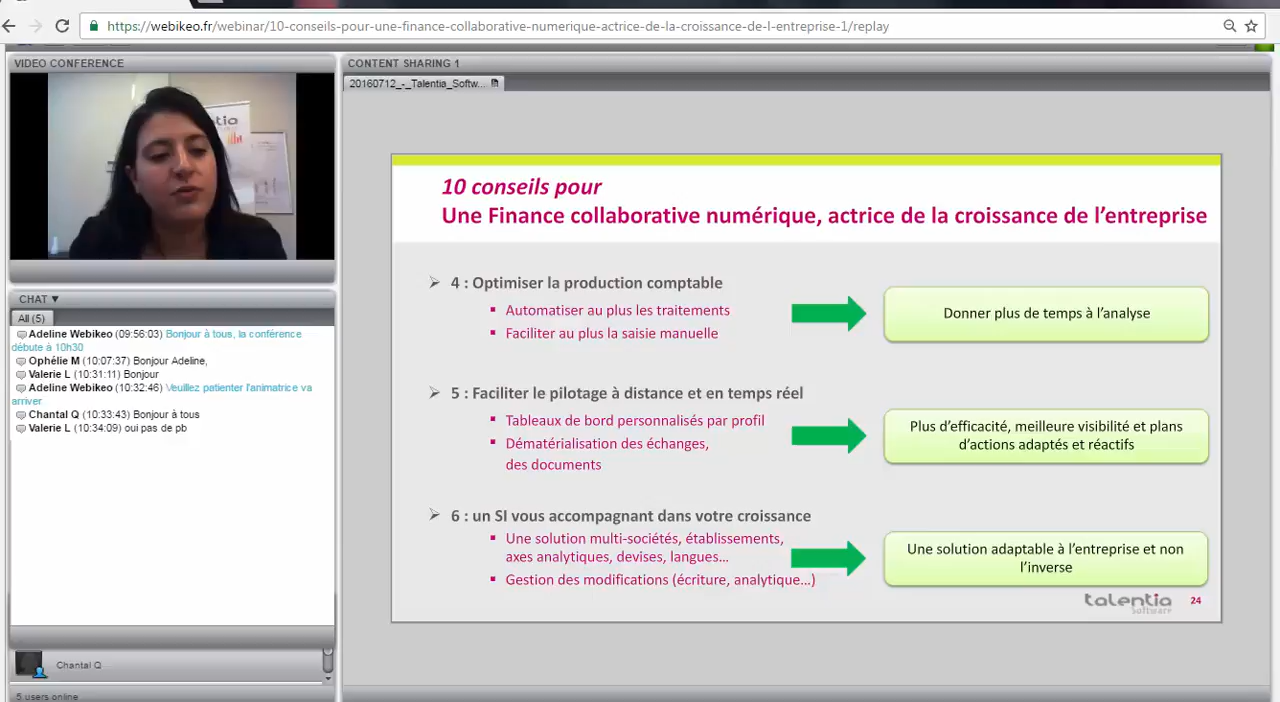 https://webikeo.fr/webinar/10-conseils-pour-une-finance-collaborative-numerique-actrice-de-la-croissance-de-l-entreprise-1/replay
VIDEO CONFERENCE
CONTENT SHARING 1
20160712_-_Talentia_Softw...
CHAT ▼
All (5)
Adeline Webikeo (09:56:03) Bonjour à tous, la conférence
débute à 10h30
Ophélie M (10:07:37) Bonjour Adeline,
Valerie L (10:31:11) Bonjour
Adeline Webikeo (10:32:46) Veuillez patienter l'animatrice va
arriver
Chantal Q (10:33:43) Bonjour à tous
Valerie L (10:34:09) oui pas de pb
Chantal Q
5 users online
10 conseils pour
Une Finance collaborative numérique, actrice de la croissance de l'entreprise
4 : Optimiser la production comptable
Automatiser au plus les traitements
Faciliter au plus la saisie manuelle
Donner plus de temps à l'analyse
5 : Faciliter le pilotage à distance et en temps réel
Tableaux de bord personnalisés par profil
Dématérialisation des échanges,
des documents
Plus d'efficacité, meilleure visibilité et plans
d'actions adaptés et réactifs
6 : un SI vous accompagnant dans votre croissance
Une solution multi-sociétés, établissements,
axes analytiques, devises, langues…
Gestion des modifications (écriture, analytique…)
Une solution adaptable à l'entreprise et non
l'inverse
talentia
software
24